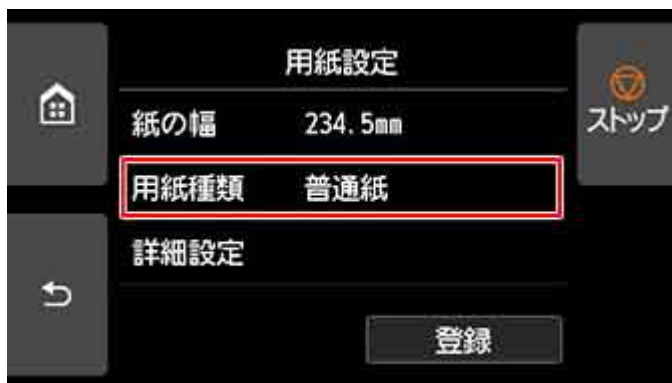 用紙設定
紙の幅 234.5mm
ストップ
用紙種類 普通紙
詳細設定
登録